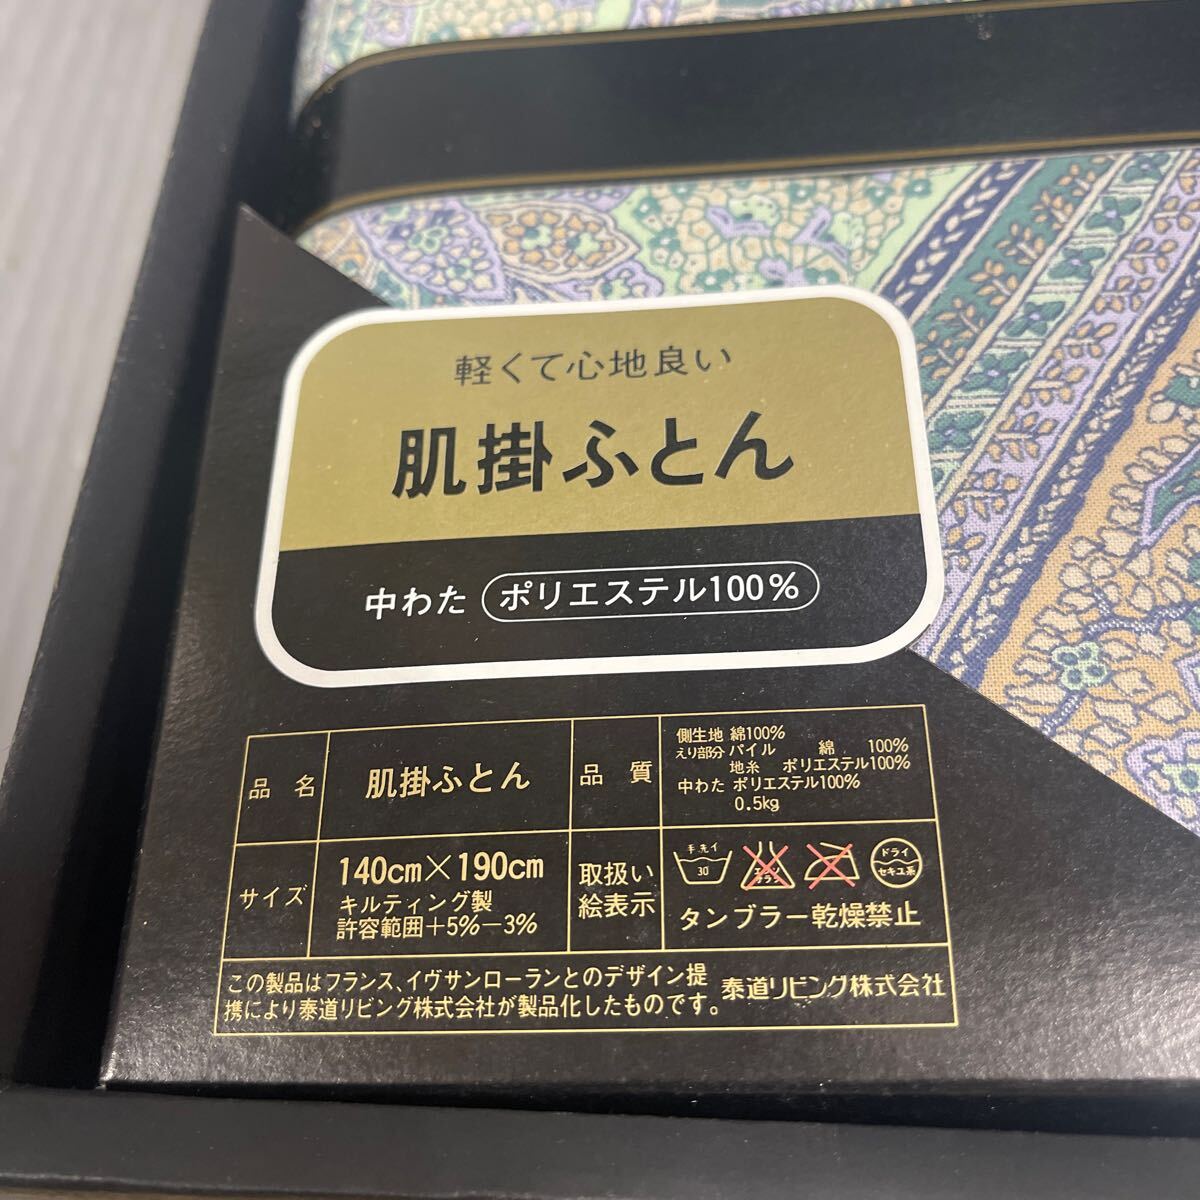 軽くて心地良い
肌掛ふとん
中わた ポリエステル100%
品名 肌掛ふとん
品質
側生地 綿100%
えり部分 パイル 綿 100%
地糸 ポリエステル100%
中わた ポリエステル100%
0.5kg
サイズ
140cm×190cm
キルティング製
許容範囲+5%-3%
取扱い
絵表示
手洗イ
30
エンソ
サラシ
ドライ
セキユ系
タンブラー乾燥禁止
この製品はフランス、イヴサンローランとのデザイン提
携により泰道リビング株式会社が製品化したものです。
泰道リビング株式会社